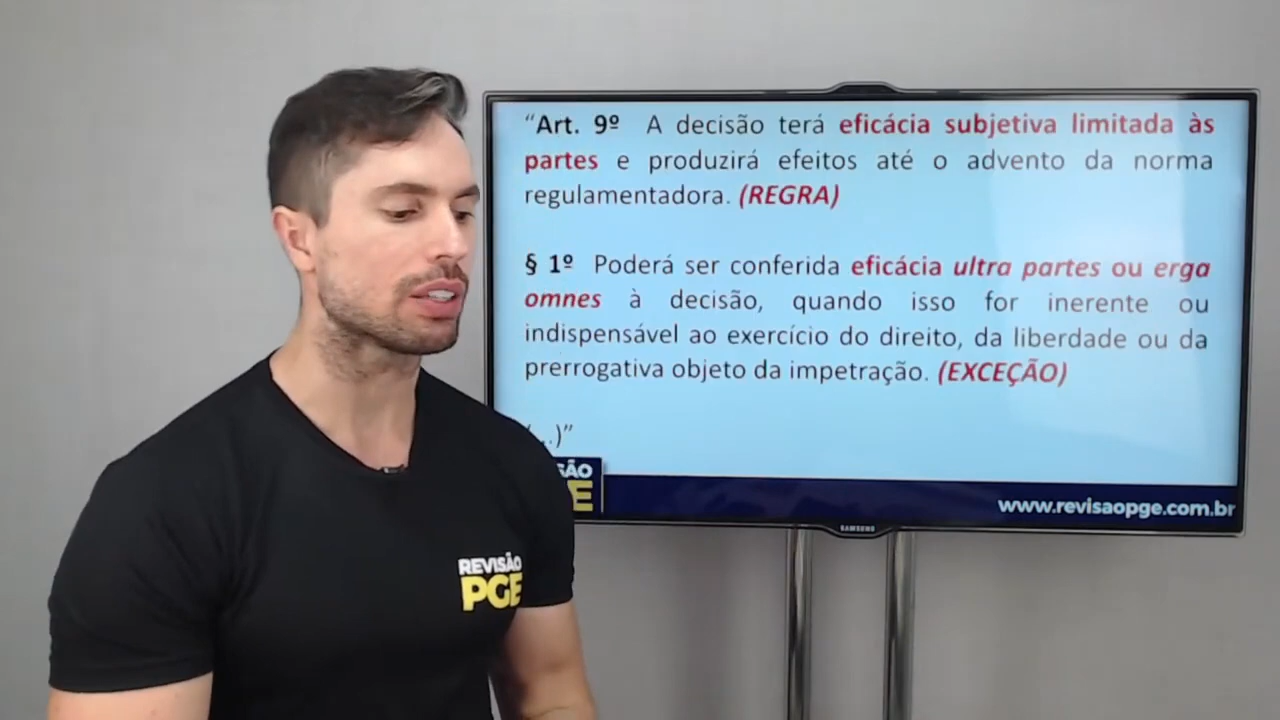 “Art. 9º A decisão terá eficácia subjetiva limitada às
partes e produzirá efeitos até o advento da norma
regulamentadora. (REGRA)
§ 1º Poderá ser conferida eficácia ultra partes ou erga
omnes à decisão, quando isso for inerente ou
indispensável ao exercício do direito, da liberdade ou da
prerrogativa objeto da impetração. (EXCEÇÃO)
(...)”
SÃO
E
www.revisaopge.com.br
SAMSUNG
REVISÃO
PGE